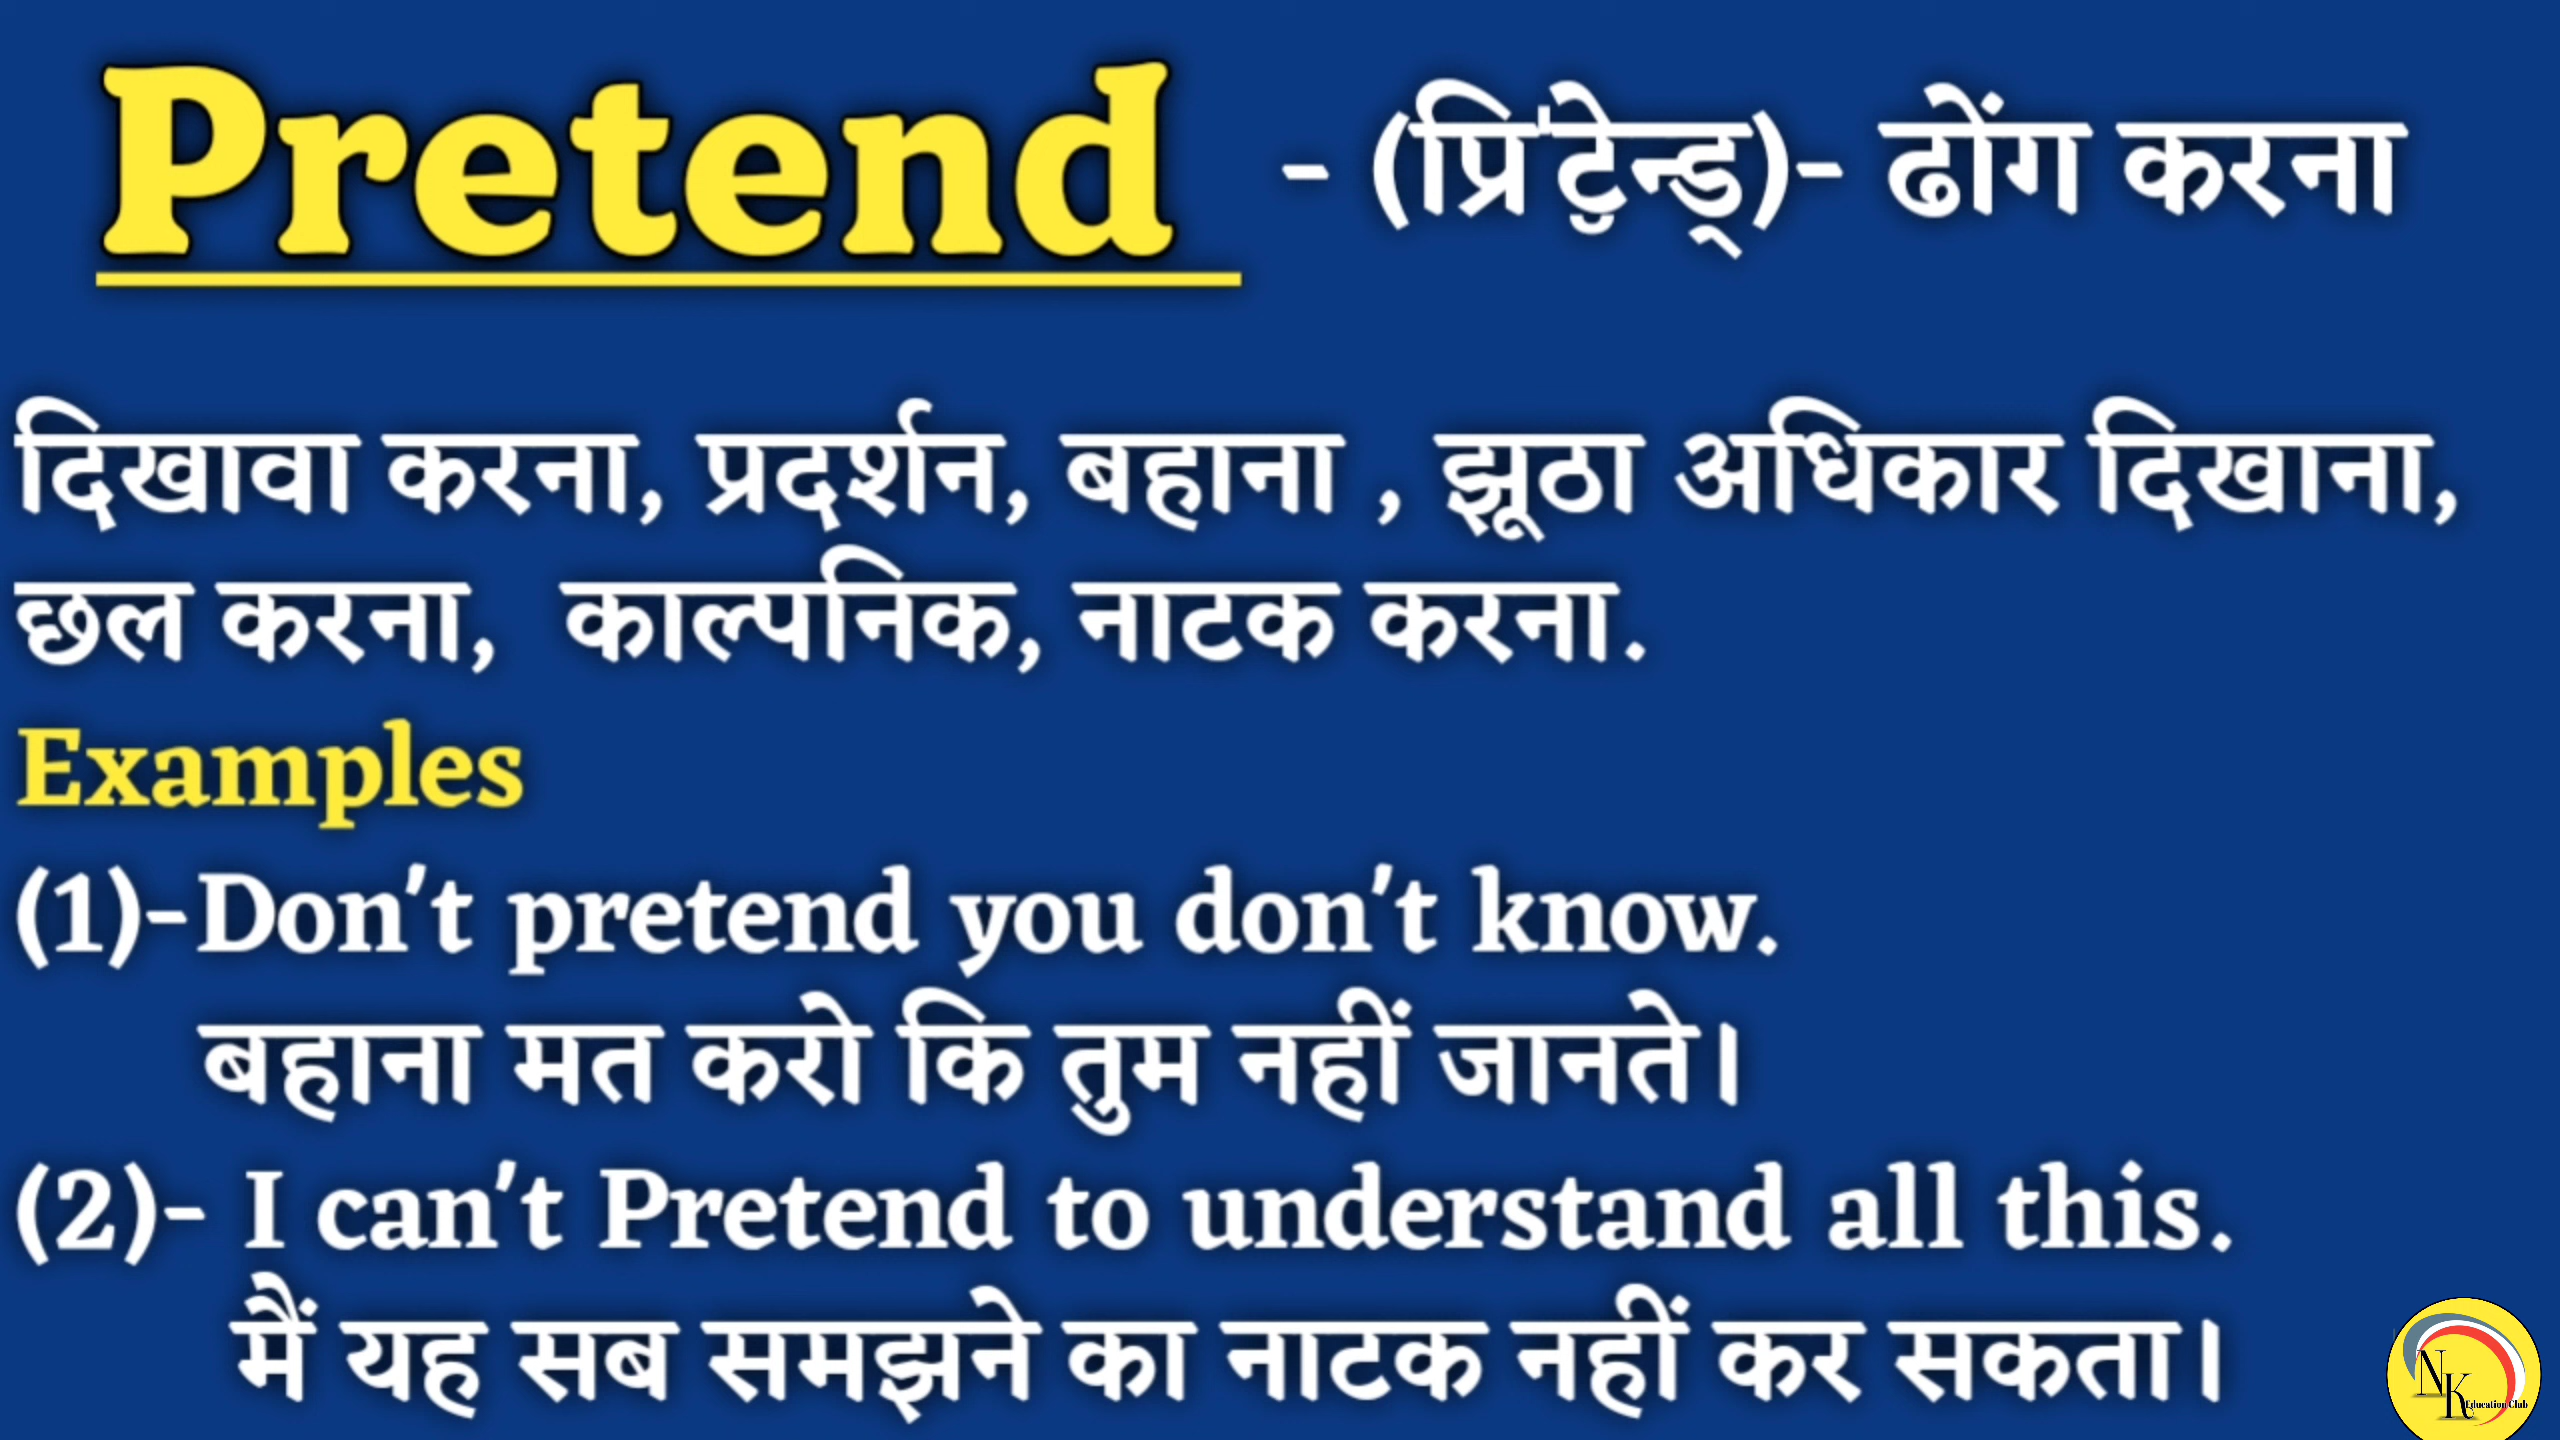 Pretend - (प्रि'टे़न्ड्)- ढोंग करना
दिखावा करना, प्रदर्शन, बहाना , झूठा अधिकार दिखाना,
छल करना, काल्पनिक, नाटक करना.
Examples
(1)-Don't pretend you don't know.
बहाना मत करो कि तुम नहीं जानते।
(2)- I can't Pretend to understand all this.
मैं यह सब समझने का नाटक नहीं कर सकता।
NK Education Club